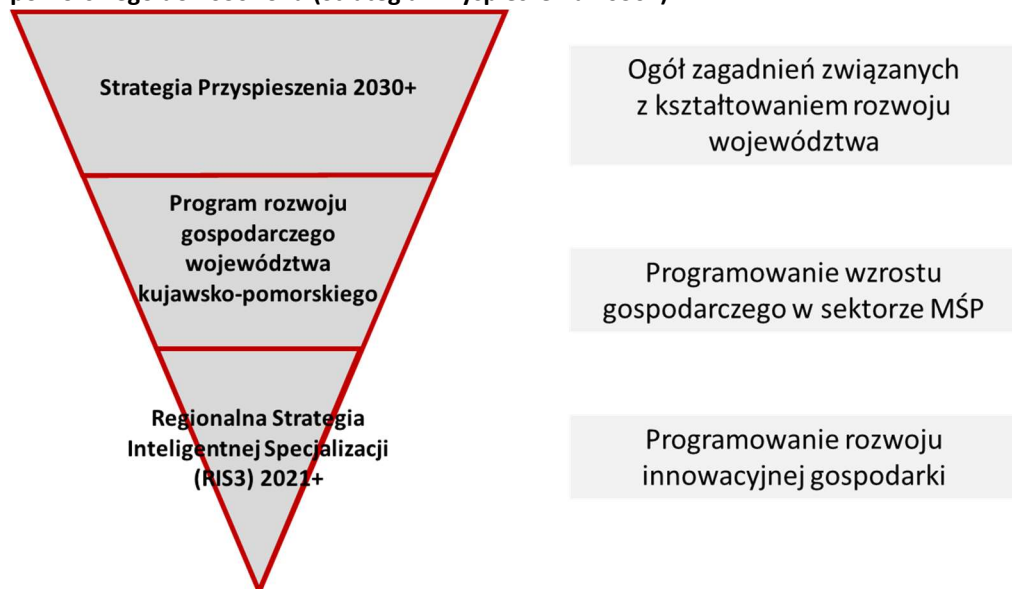 Strategia Przyspieszenia 2030+
Ogół zagadnień związanych
z kształtowaniem rozwoju
województwa
Program rozwoju
gospodarczego
województwa
kujawsko-pomorskiego
Programowanie wzrostu
gospodarczego w sektorze MŚP
Regionalna Strategia
Inteligentnej Specjalizacji
(RIS3) 2021+
Programowanie rozwoju
innowacyjnej gospodarki